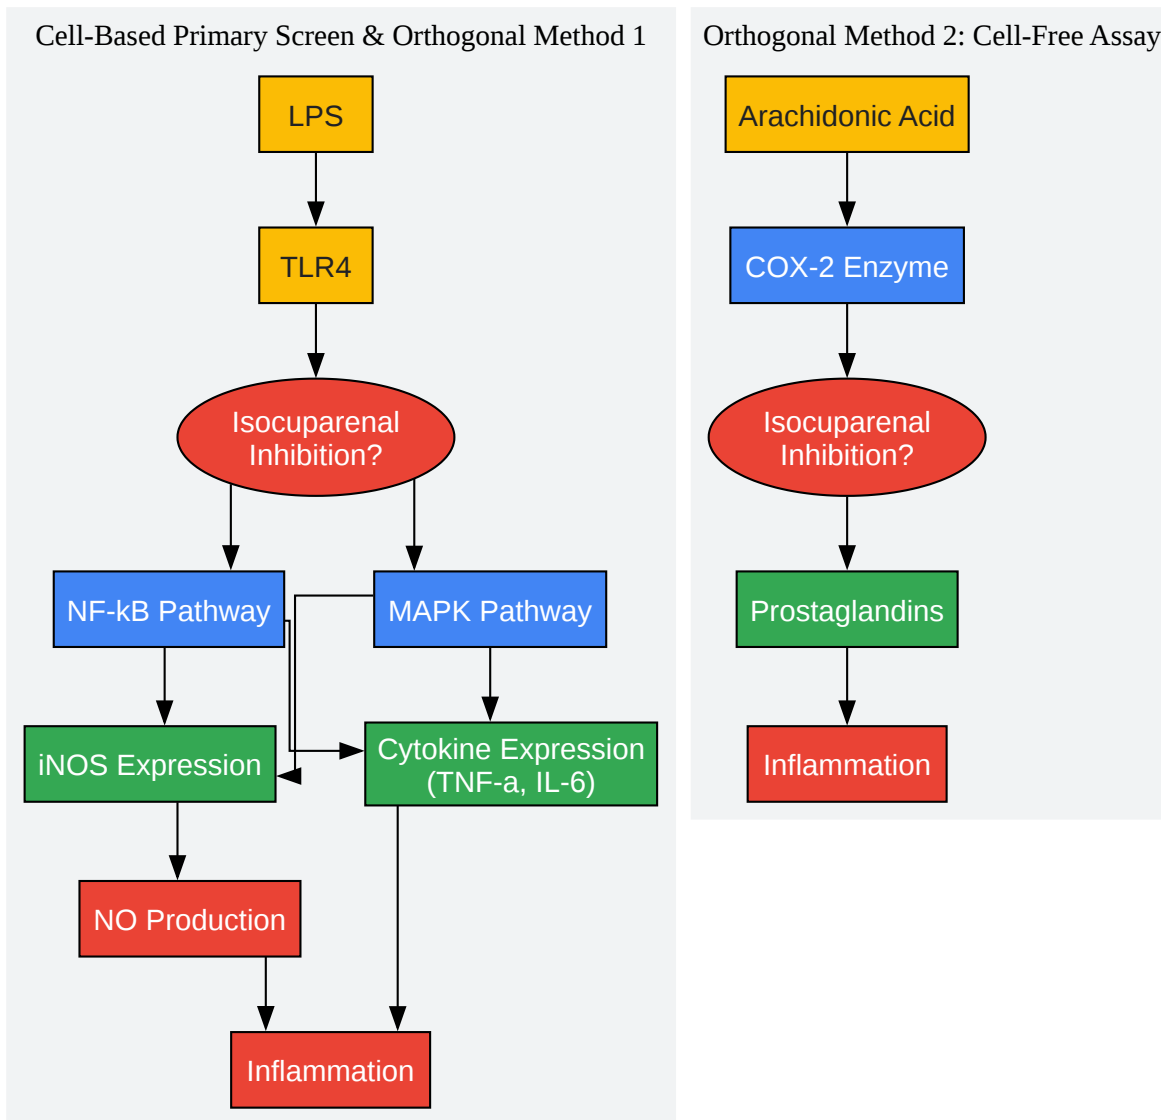 Cell-Based Primary Screen & Orthogonal Method 1
LPS
TLR4
Isocuparenal
Inhibition?
NF-kB Pathway
MAPK Pathway
iNOS Expression
Cytokine Expression
(TNF-a, IL-6)
NO Production
Inflammation
Orthogonal Method 2: Cell-Free Assay
Arachidonic Acid
COX-2 Enzyme
Isocuparenal
Inhibition?
Prostaglandins
Inflammation